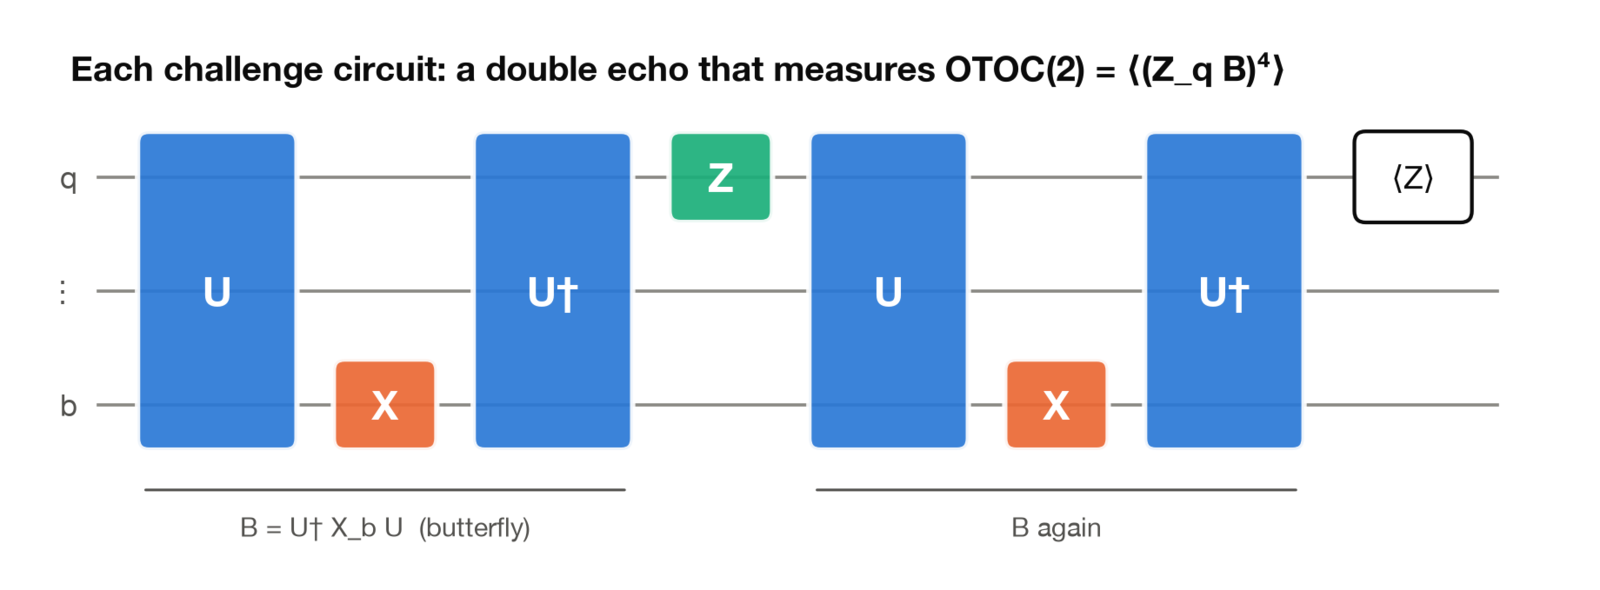 Each challenge circuit: a double echo that measures OTOC(2) = ⟨(Z_q B)⁴⟩
q
Z
⟨Z⟩
⋮
U
U†
U
U†
b
X
X
B = U† X_b U (butterfly)
B again